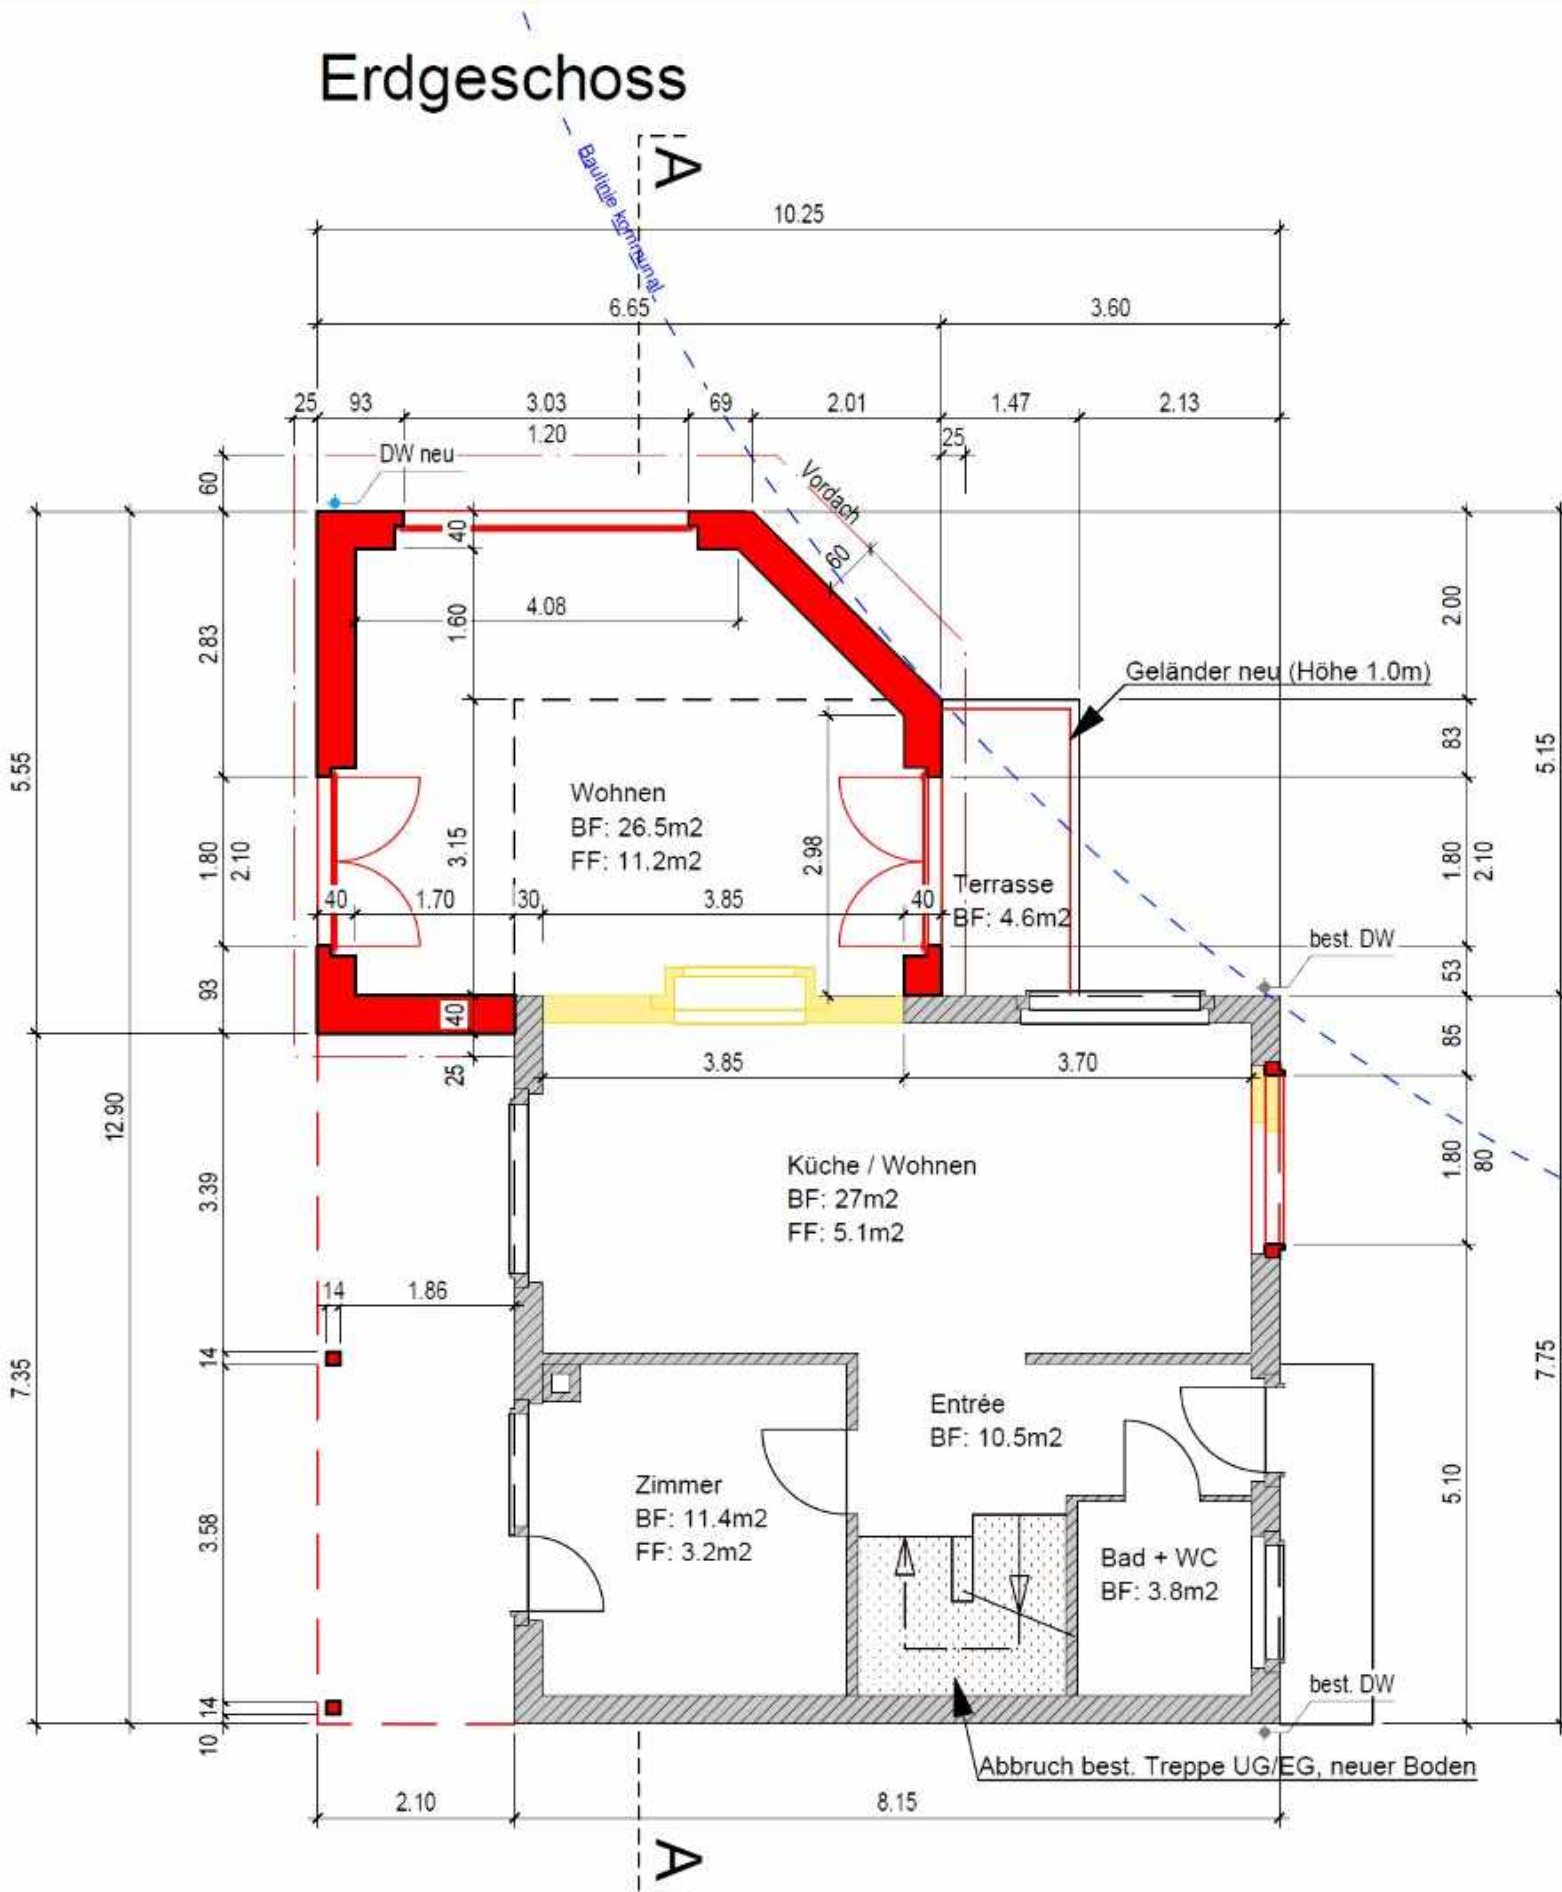 Erdgeschoss
A
Baulinie kommunal
10.25
6.65
3.60
25
93
3.03
69
2.01
1.47
2.13
1.20
25
DW neu
60
Vordach
40
60
2.83
4.08
1.60
2.00
Geländer neu (Höhe 1.0m)
83
5.55
5.15
Wohnen
BF: 26.5m2
FF: 11.2m2
1.80
2.10
3.15
2.98
1.80
2.10
Terrasse
BF: 4.6m2
40
1.70
30
3.85
40
best. DW
93
53
40
25
3.85
3.70
85
12.90
3.39
Küche / Wohnen
BF: 27m2
FF: 5.1m2
1.80
80
14
1.86
14
7.35
7.75
Entrée
BF: 10.5m2
Zimmer
BF: 11.4m2
FF: 3.2m2
3.58
5.10
Bad + WC
BF: 3.8m2
best. DW
14
10
Abbruch best. Treppe UG/EG, neuer Boden
2.10
8.15
A